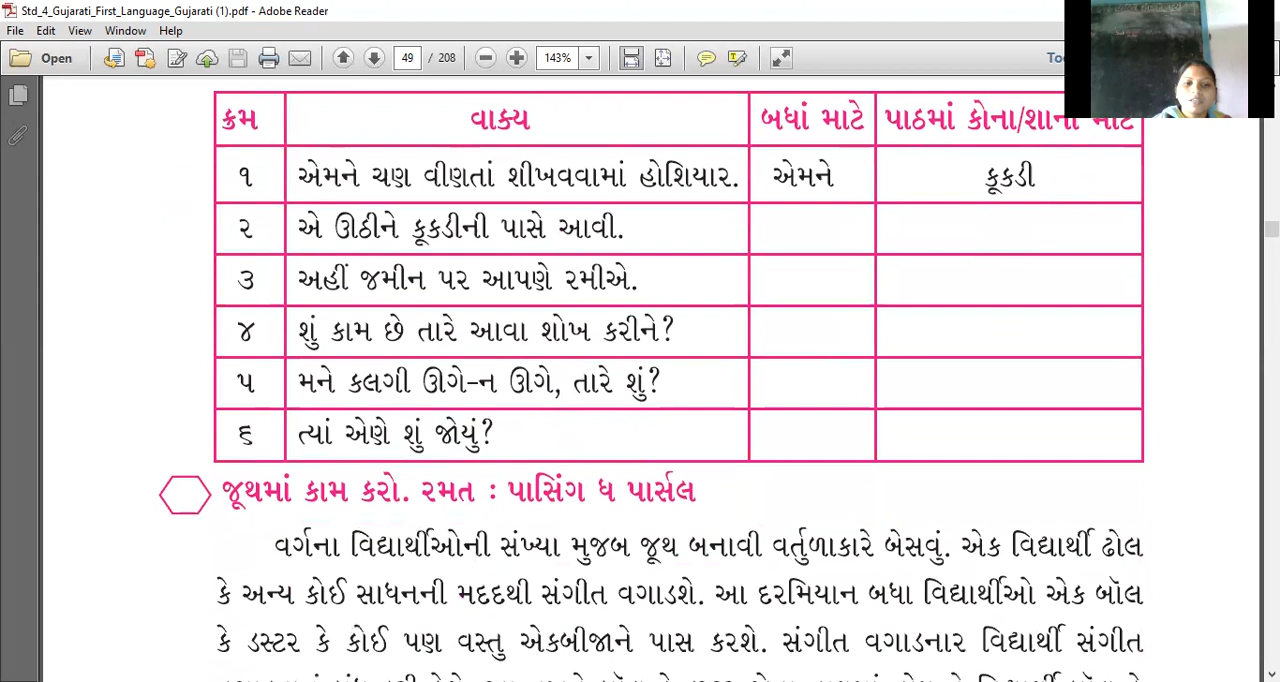 Std_4_Gujarati_First_Language_Gujarati (1).pdf - Adobe Reader
File Edit View Window Help
Open 49 / 208 143%
ક્રમ વાક્ય બધાં માટે પાઠમાં કોના/શાના માટે
૧ એમને ચણ વીણતાં શીખવવામાં હોશિયાર. એમને કૂકડી
૨ એ ઊઠીને કૂકડીની પાસે આવી.
૩ અહીં જમીન પર આપણે રમીએ.
૪ શું કામ છે તારે આવા શોખ કરીને?
૫ મને કલગી ઊગે-ન ઊગે, તારે શું?
૬ ત્યાં એણે શું જોયું?
જૂથમાં કામ કરો. રમત : પાસિંગ ધ પાર્સલ
વર્ગના વિદ્યાર્થીઓની સંખ્યા મુજબ જૂથ બનાવી વર્તુળાકારે બેસવું. એક વિદ્યાર્થી ઢોલ
કે અન્ય કોઈ સાધનની મદદથી સંગીત વગાડશે. આ દરમિયાન બધા વિદ્યાર્થીઓ એક બૉલ
કે ડસ્ટર કે કોઈ પણ વસ્તુ એકબીજાને પાસ કરશે. સંગીત વગાડનાર વિદ્યાર્થી સંગીત